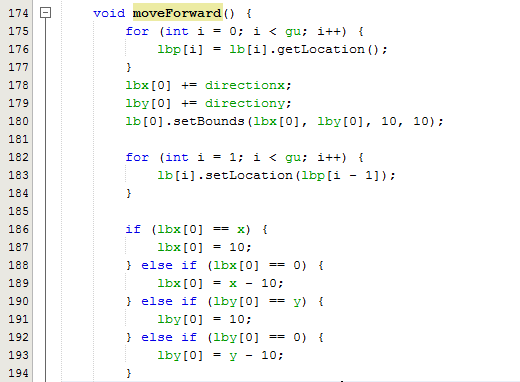 174 void moveForward() {
175 for (int i = 0; i < gu; i++) {
176 lbp[i] = lb[i].getLocation();
177 }
178 lbx[0] += directionx;
179 lby[0] += directiony;
180 lb[0].setBounds(lbx[0], lby[0], 10, 10);
181
182 for (int i = 1; i < gu; i++) {
183 lb[i].setLocation(lbp[i - 1]);
184 }
185
186 if (lbx[0] == x) {
187 lbx[0] = 10;
188 } else if (lbx[0] == 0) {
189 lbx[0] = x - 10;
190 } else if (lby[0] == y) {
191 lby[0] = 10;
192 } else if (lby[0] == 0) {
193 lby[0] = y - 10;
194 }